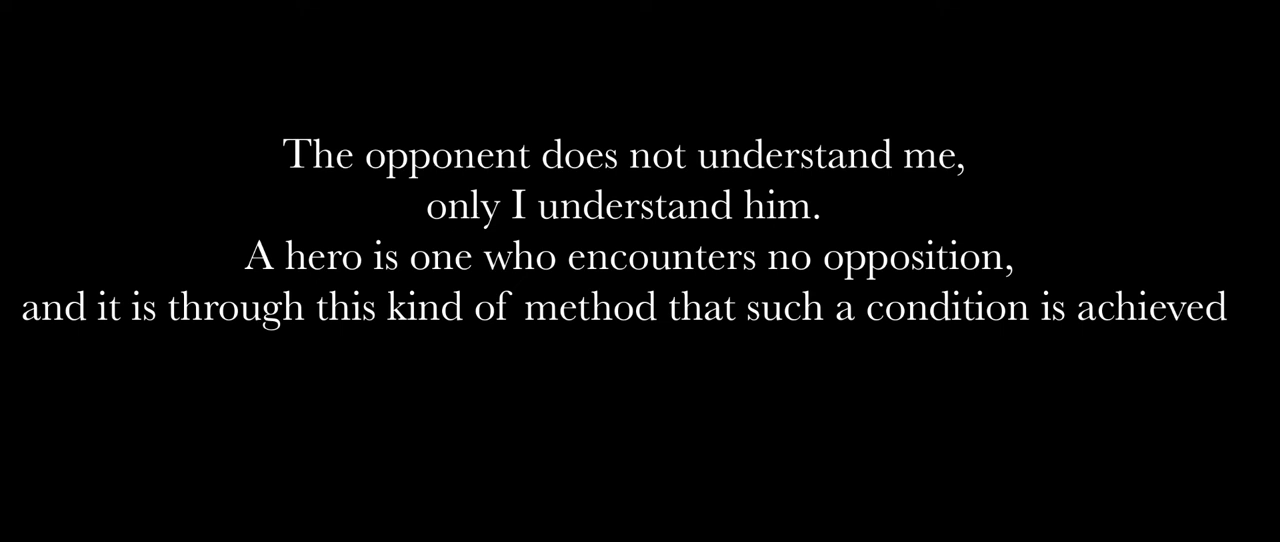 The opponent does not understand me,
only I understand him.
A hero is one who encounters no opposition,
and it is through this kind of method that such a condition is achieved